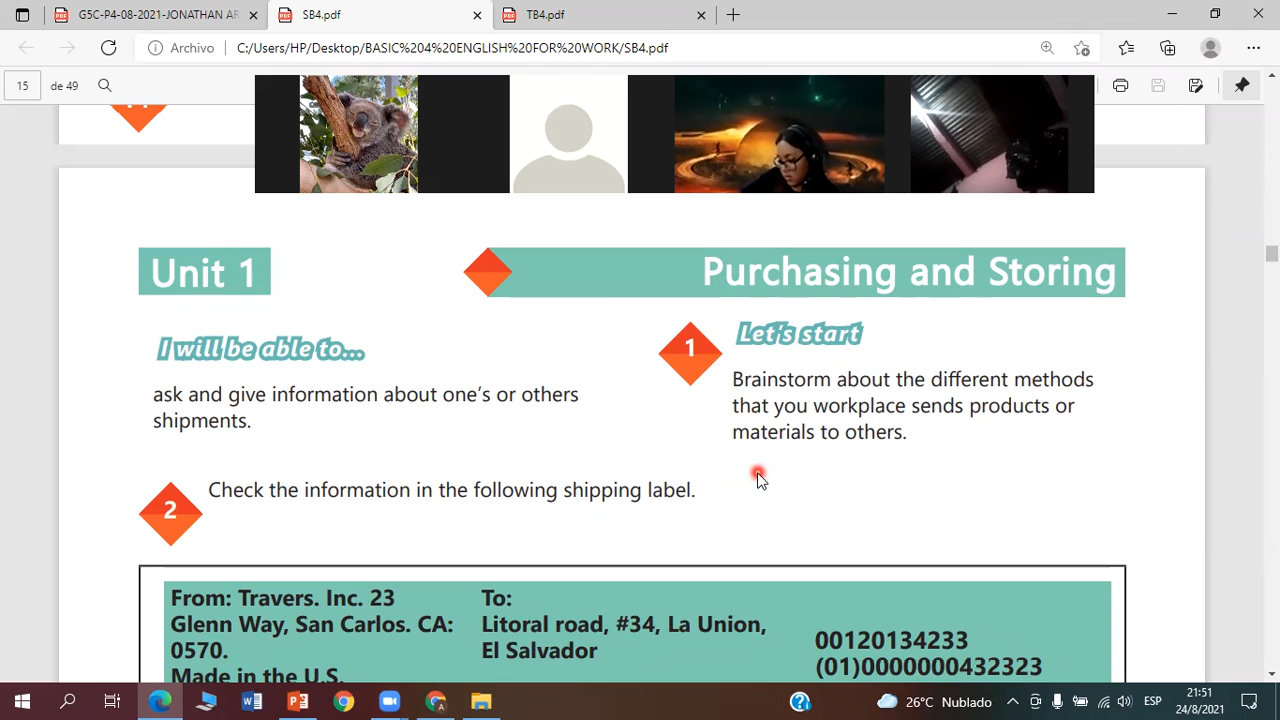 G5C-P4-08-2021-JONATHAN AR
SB4.pdf
TB4.pdf
Archivo
C:/Users/HP/Desktop/BASIC%204%20ENGLISH%20FOR%20WORK/SB4.pdf
15 de 49
Unit 1
Purchasing and Storing
I will be able to...
ask and give information about one's or others
shipments.
1
Let's start
Brainstorm about the different methods
that you workplace sends products or
materials to others.
2
Check the information in the following shipping label.
From: Travers. Inc. 23
Glenn Way, San Carlos. CA:
0570.
Made in the U.S.
To:
Litoral road, #34, La Union,
El Salvador
00120134233
(01)0000000432323
26°C Nublado
ESP
21:51
24/8/2021